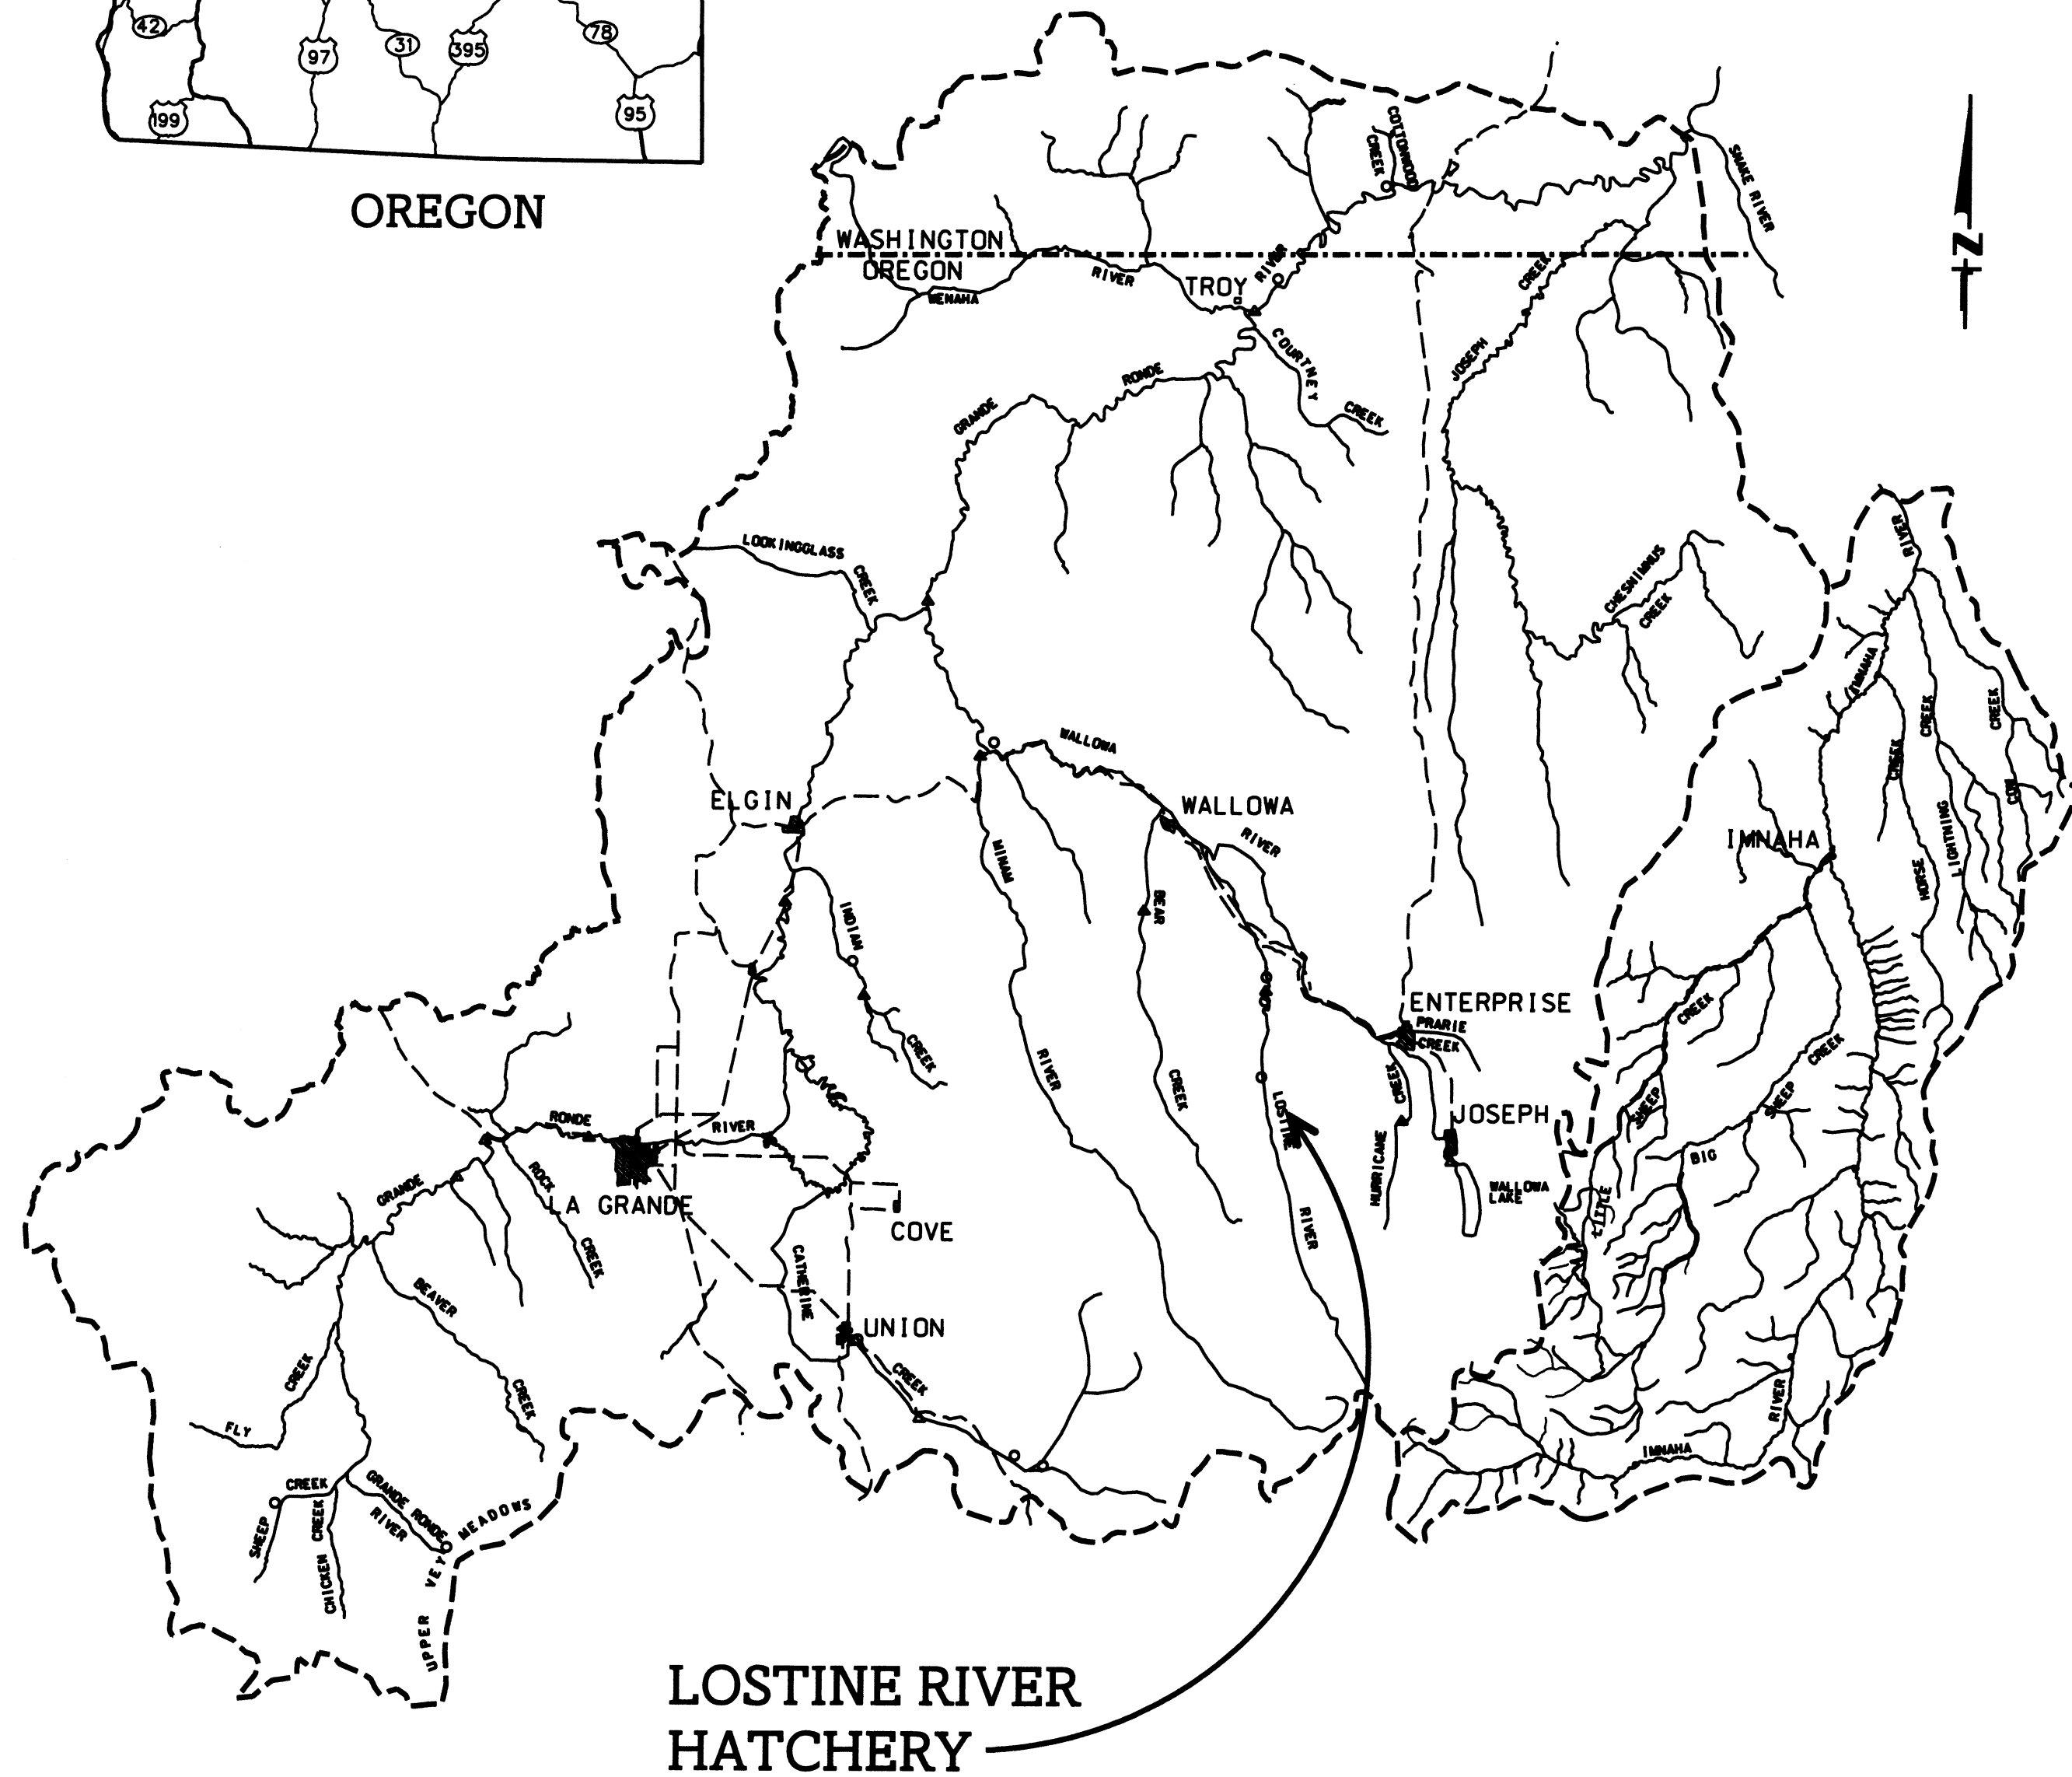 42
97
31
395
78
199
95
OREGON
COTTONWOOD
CREEK
SNAKE RIVER
WASHINGTON
OREGON
WENAHA
RIVER
TROY
RIVER
N
CREEK
JOSEPH
COURTNEY
CREEK
RONDE
GRANDE
LOOKINGGLASS
CREEK
RIVER
CHESNIMNUS
CREEK
IMNAHA
CREEK
CREEK
CREEK
COW
LIGHTNING
HORSE
WALLOWA
ELGIN
WALLOWA
RIVER
IMNAHA
MINAM
BEAR
INDIAN
CREEK
ENTERPRISE
PRARIE
CREEK
CREEK
CREEK
SHEEP
SHEEP
BIG
LITTLE
RIVER
CREEK
LOSTINE
RIVER
CREEK
HURRICANE
JOSEPH
WALLOWA
LAKE
RONDE
RIVER
LA GRANDE
GRANDE
ROCK
CREEK
COVE
CATHERINE
UNION
CREEK
BEAVER
CREEK
CREEK
FLY
CREEK
SHEEP
CHICKEN CREEK
GRANDE RONDE
RIVER
UPPER VEY MEADOWS
RIVER
IMNAHA
LOSTINE RIVER
HATCHERY